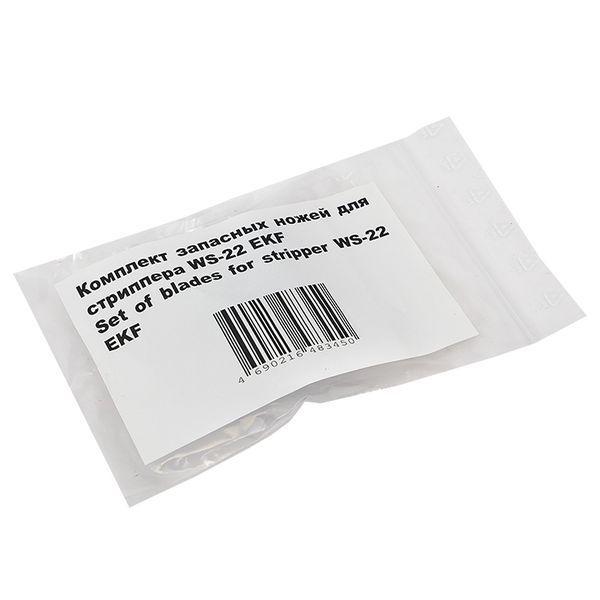 Комплект запасных ножей для
стриппера WS-22 EKF
Set of blades for stripper WS-22
EKF
4 690216 483450